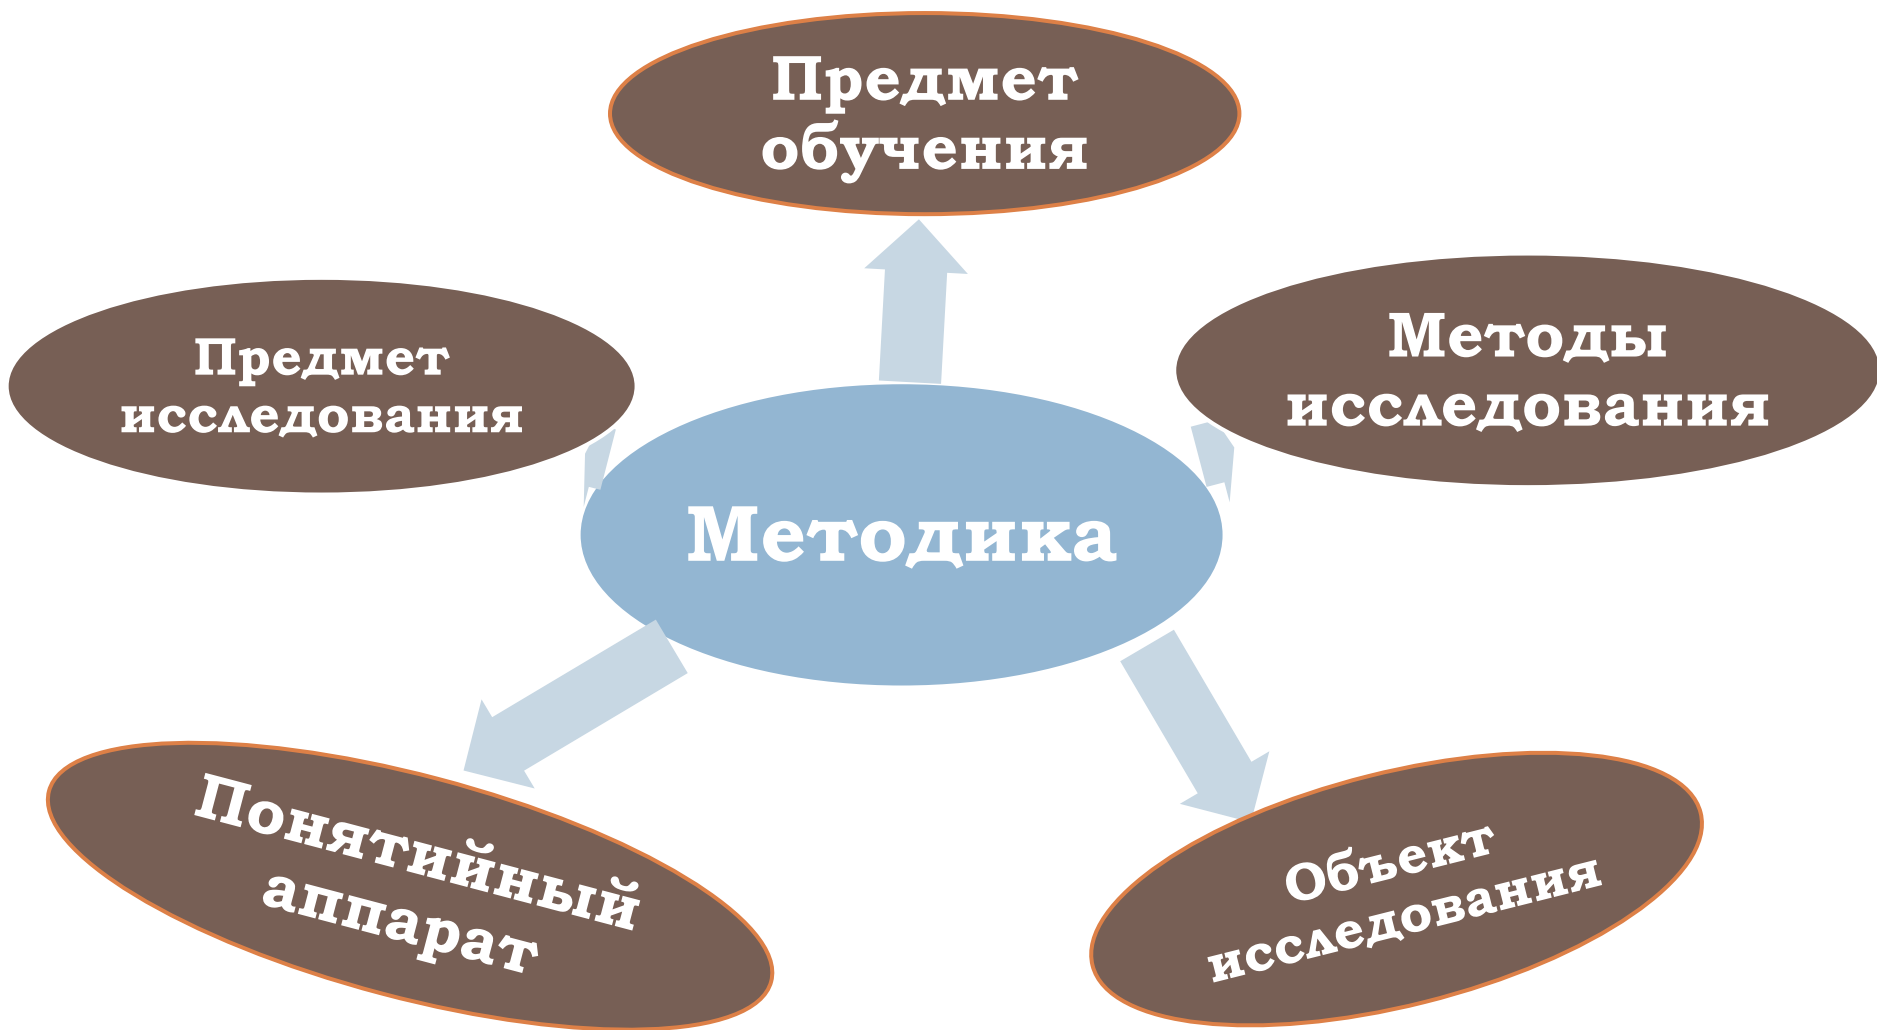 Предмет
обучения
Предмет
исследования
Методы
исследования
Методика
Понятийный
аппарат
Объект
исследования